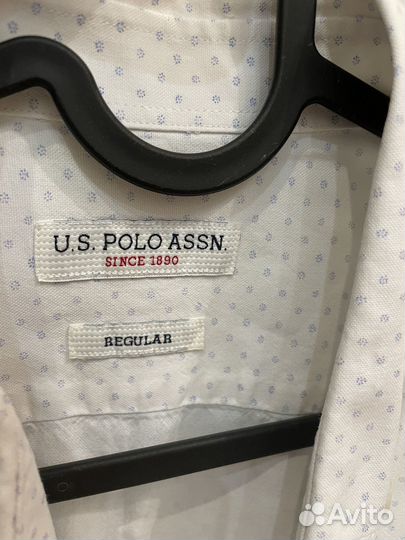 U.S. POLO ASSN.
SINCE 1890
REGULAR
Avito